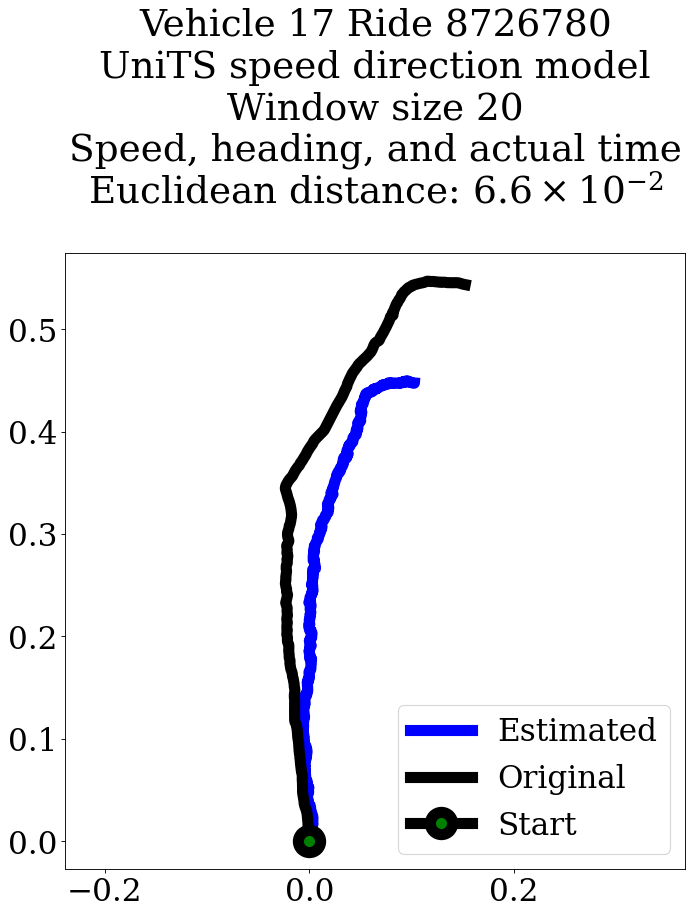 Vehicle 17 Ride 8726780
UniTS speed direction model
Window size 20
Speed, heading, and actual time
Euclidean distance: 6.6 × 10⁻²
0.5
0.4
0.3
0.2
0.1
0.0
−0.2 0.0 0.2
Estimated
Original
Start